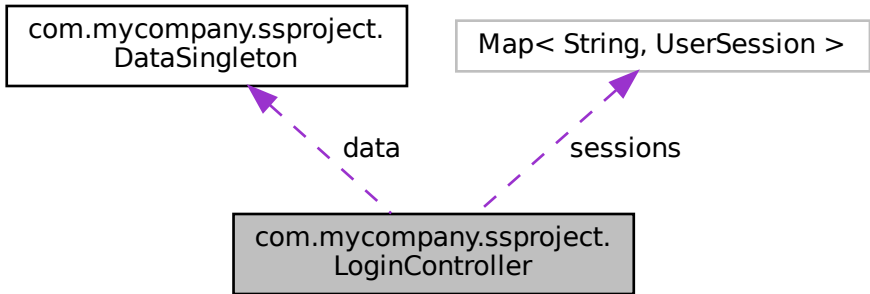 com.mycompany.ssproject.
DataSingleton
Map< String, UserSession >
data
sessions
com.mycompany.ssproject.
LoginController